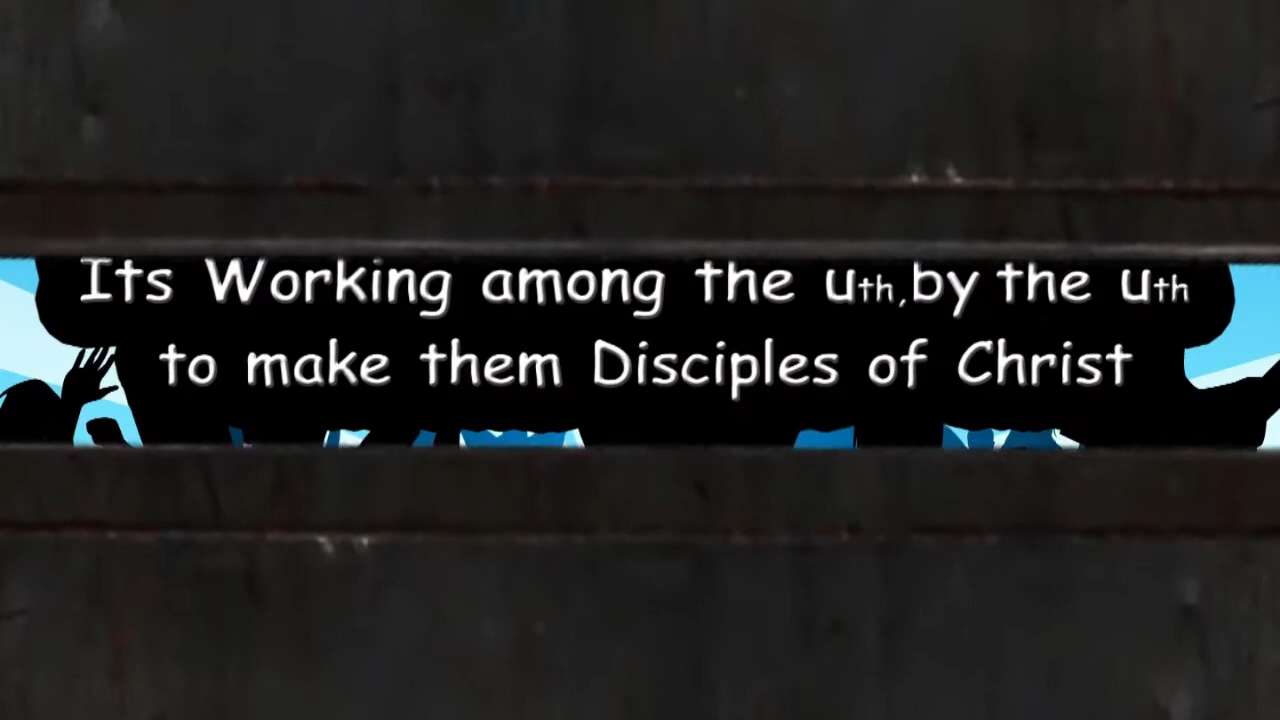 Its Working among the uth,by the uth
to make them Disciples of Christ